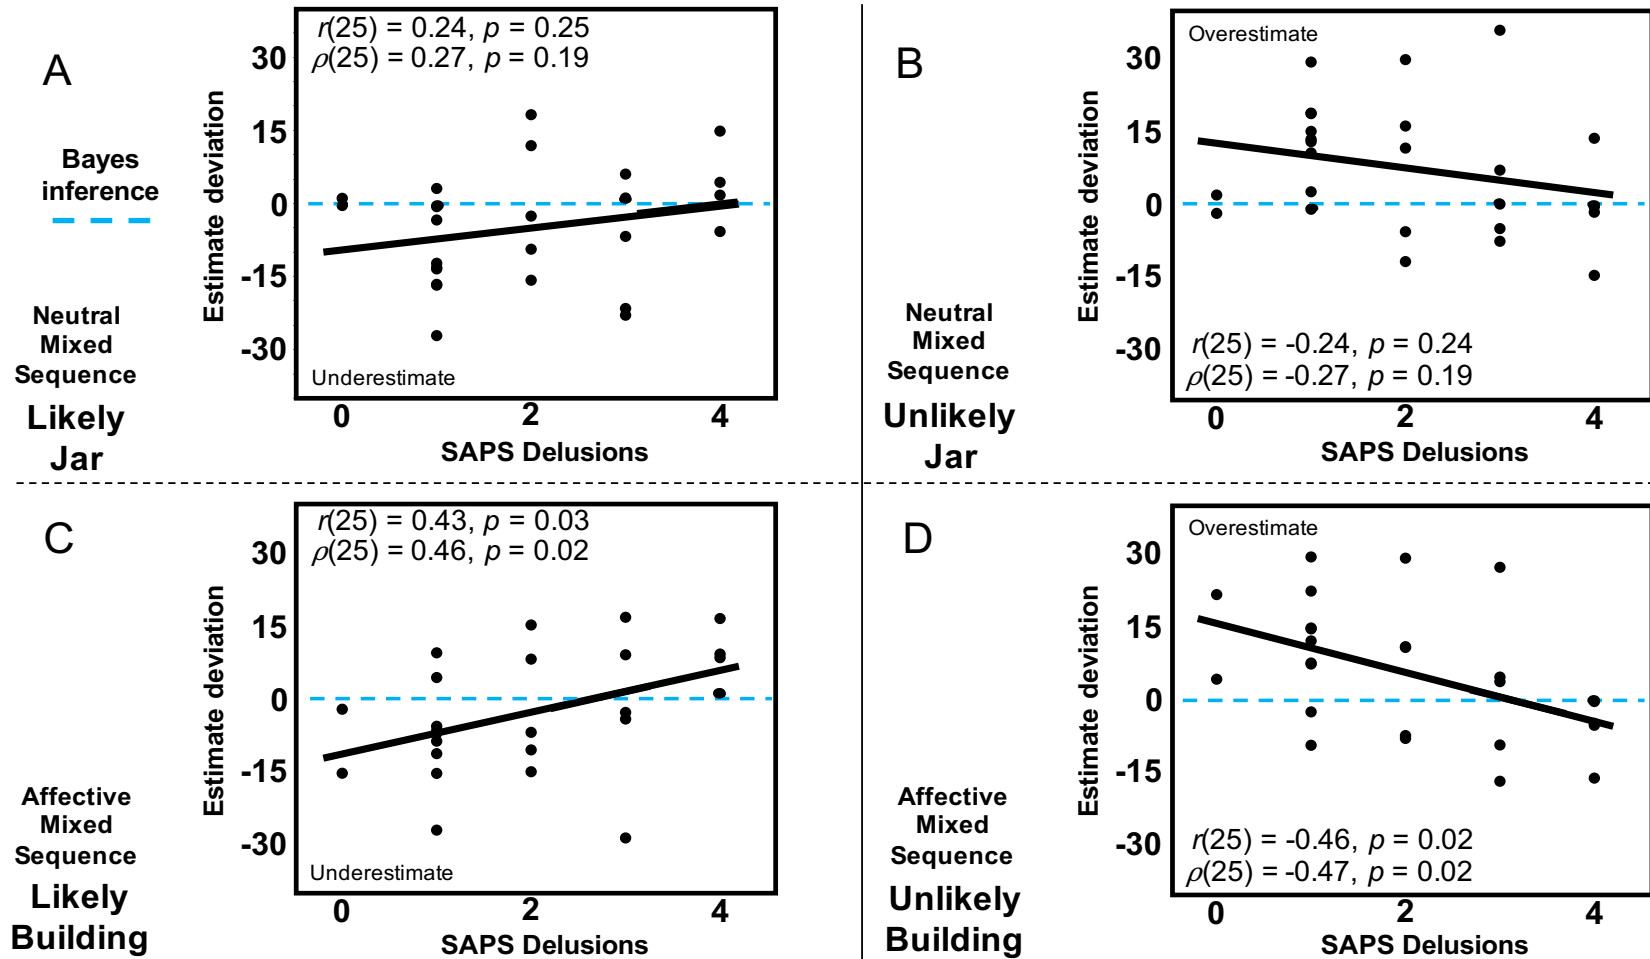 A
Bayes
inference
Neutral
Mixed
Sequence
Likely
Jar
r(25) = 0.24, p = 0.25
ρ(25) = 0.27, p = 0.19
Estimate deviation
30
15
0
-15
-30
Underestimate
0 2 4
SAPS Delusions
B
Neutral
Mixed
Sequence
Unlikely
Jar
Overestimate
Estimate deviation
30
15
0
-15
-30
r(25) = -0.24, p = 0.24
ρ(25) = -0.27, p = 0.19
0 2 4
SAPS Delusions
C
Affective
Mixed
Sequence
Likely
Building
r(25) = 0.43, p = 0.03
ρ(25) = 0.46, p = 0.02
Estimate deviation
30
15
0
-15
-30
Underestimate
0 2 4
SAPS Delusions
D
Affective
Mixed
Sequence
Unlikely
Building
Overestimate
Estimate deviation
30
15
0
-15
-30
r(25) = -0.46, p = 0.02
ρ(25) = -0.47, p = 0.02
0 2 4
SAPS Delusions